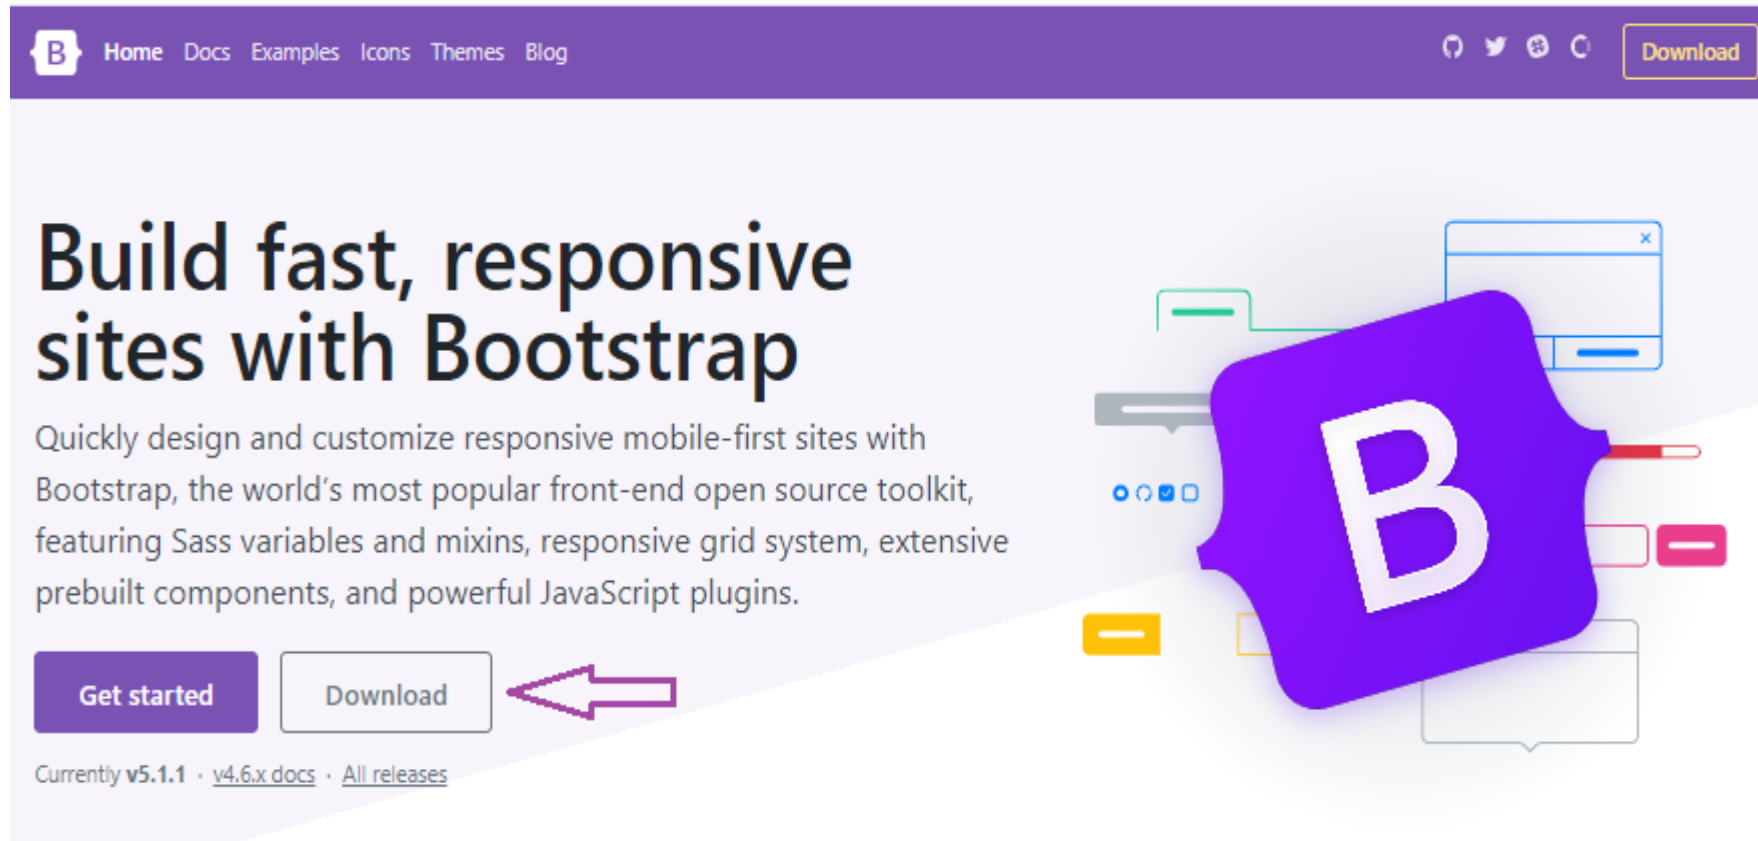 B Home Docs Examples Icons Themes Blog Download
Build fast, responsive
sites with Bootstrap
Quickly design and customize responsive mobile-first sites with
Bootstrap, the world's most popular front-end open source toolkit,
featuring Sass variables and mixins, responsive grid system, extensive
prebuilt components, and powerful JavaScript plugins.
Get started Download
Currently v5.1.1 · v4.6.x docs · All releases
B